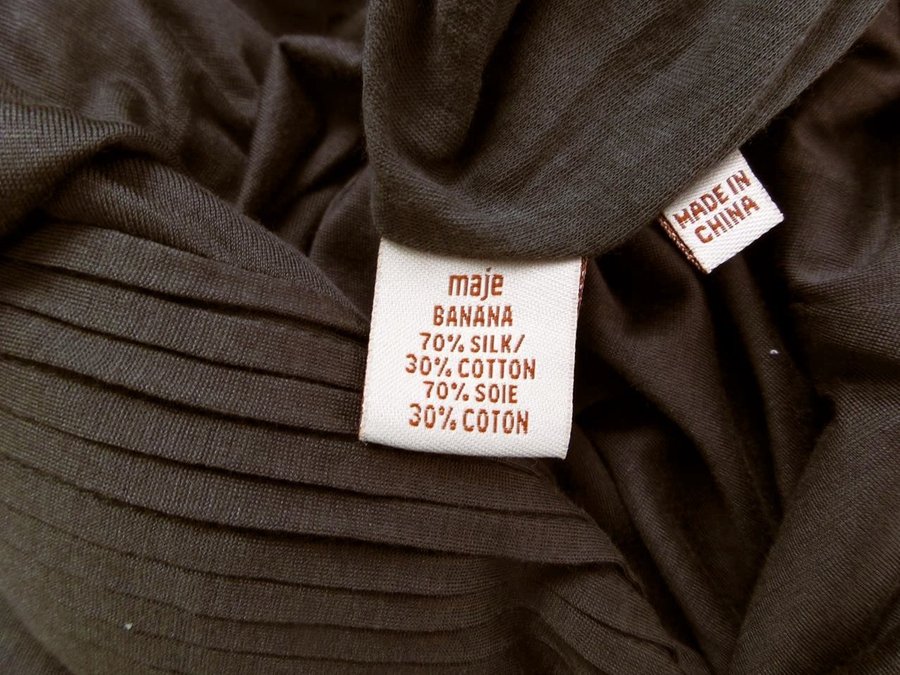 maje
BANANA
70% SILK/
30% COTTON
70% SOIE
30% COTON
MADE IN
CHINA